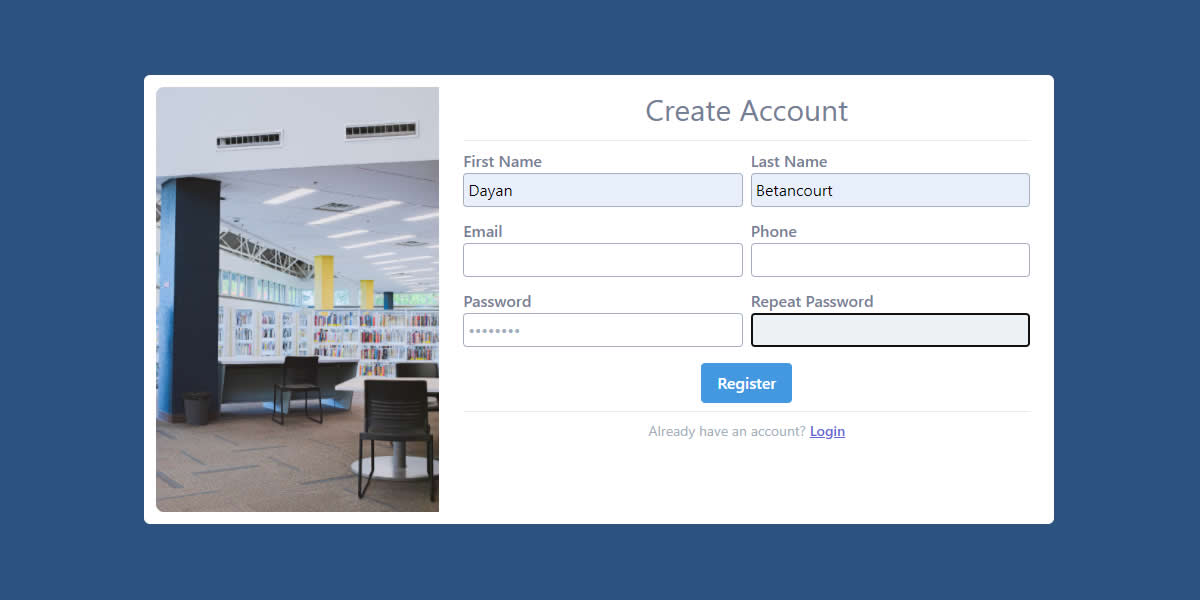 Create Account
First Name Last Name
Dayan Betancourt
Email Phone
Password Repeat Password
••••••••
Register
Already have an account? Login